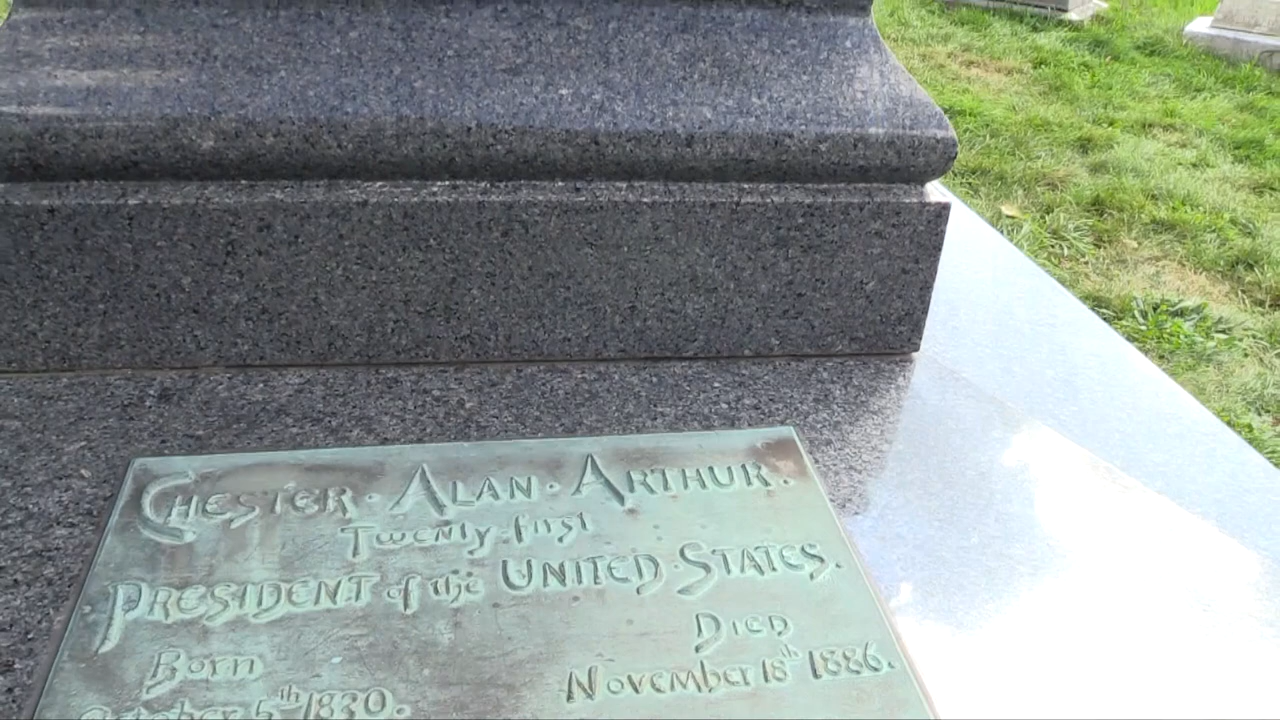 CHESTER · ALAN · ARTHUR.
Twenty-first
PRESIDENT of the UNITED · STATES.
Born
DIED
October 5th 1830.
November 18th 1886.